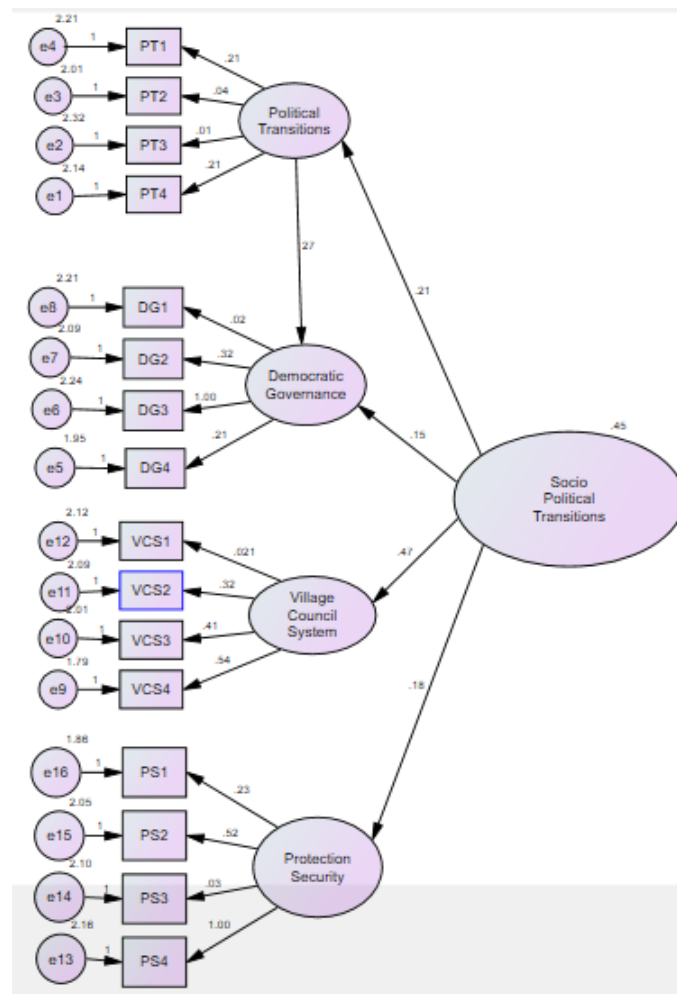 2.21
e4 1 PT1
.21
2.01
e3 1 PT2
.04
Political
Transitions
2.32
e2 1 PT3
.01
2.14
e1 1 PT4
.21
.27
.21
2.21
e8 1 DG1
.02
2.09
e7 1 DG2
.32
Democratic
Governance
2.24
e6 1 DG3
1.00
1.95
e5 1 DG4
.21
.15
.45
Socio
Political
Transitions
2.12
e12 1 VCS1
.021
.47
2.09
e11 1 VCS2
.32
Village
Council
System
2.01
e10 1 VCS3
.41
1.79
e9 1 VCS4
.54
.18
e16 1 PS1
.23
2.05
e15 1 PS2
.52
Protection
Security
2.10
e14 1 PS3
.03
e13 1 PS4
1.00